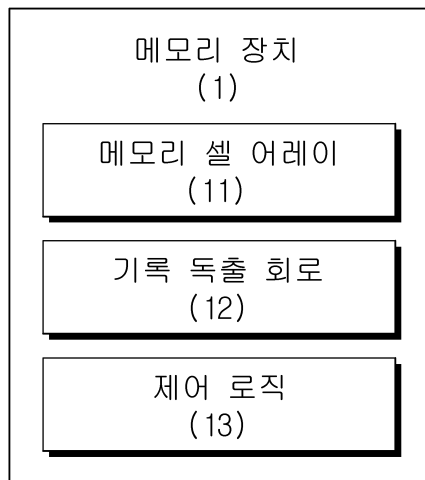 메모리 장치
(1)
메모리 셀 어레이
(11)
기록 독출 회로
(12)
제어 로직
(13)